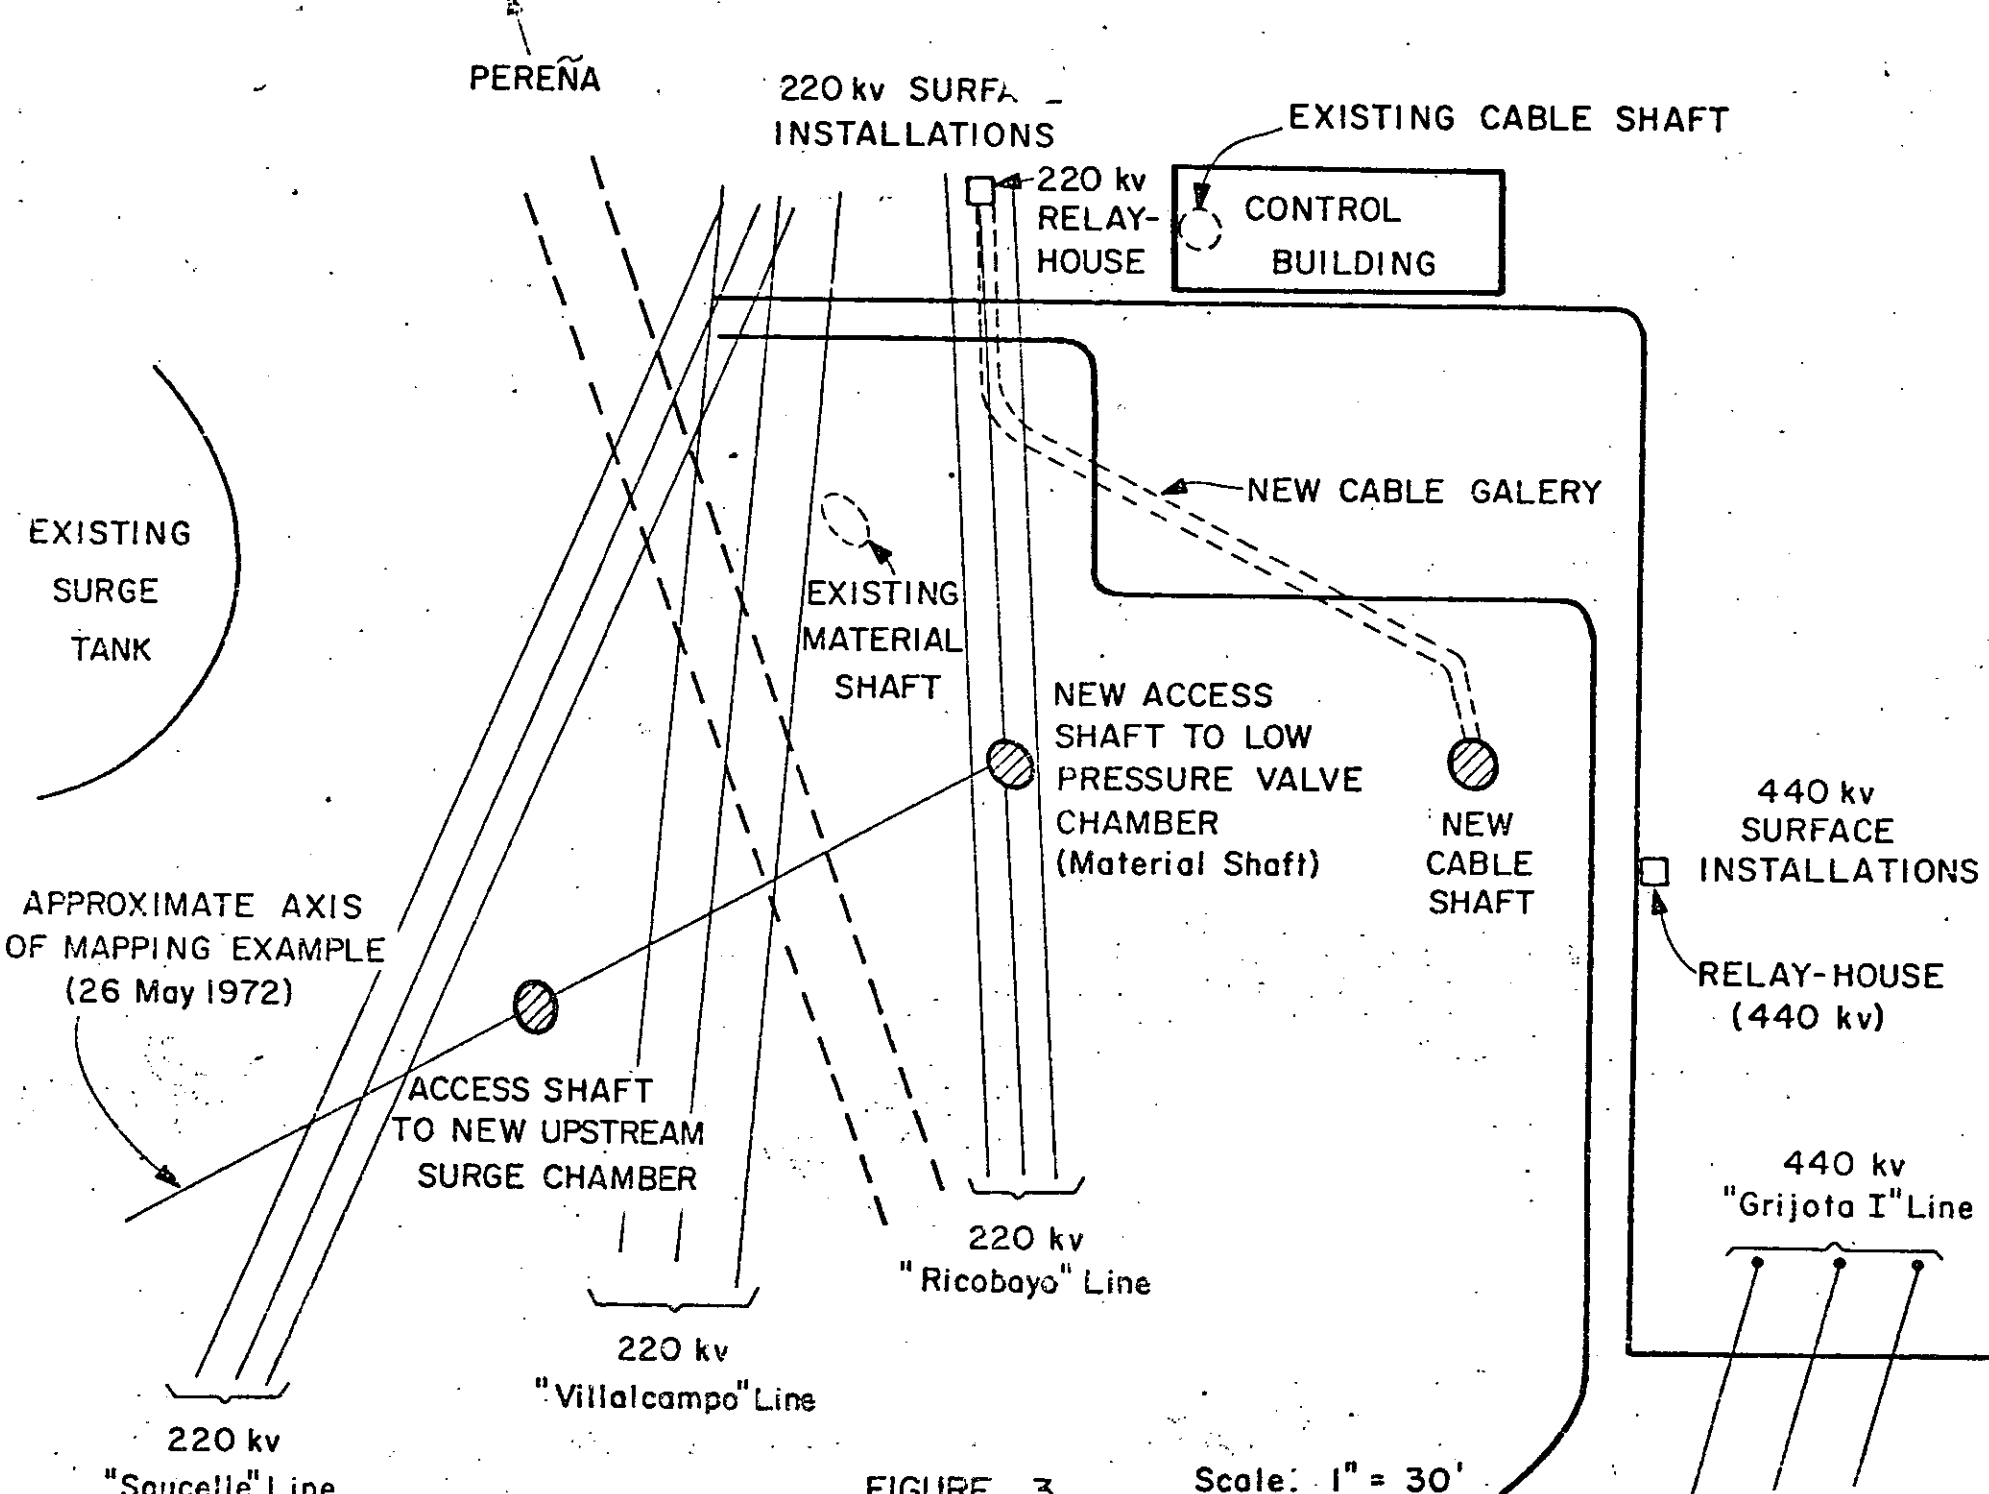 PEREÑA
220 kv
INSTALLATIONS
EXISTING CABLE SHAFT
220 kv
RELAY-
HOUSE
CONTROL
BUILDING
NEW CABLE GALERY
EXISTING
SURGE
TANK
EXISTING
MATERIAL
SHAFT
NEW ACCESS
SHAFT TO LOW
PRESSURE VALVE
CHAMBER
(Material Shaft)
NEW
CABLE
SHAFT
440 kv
SURFACE
INSTALLATIONS
RELAY-HOUSE
(440 kv)
APPROXIMATE AXIS
OF MAPPING EXAMPLE
(26 May 1972)
ACCESS SHAFT
TO NEW UPSTREAM
SURGE CHAMBER
440 kv
"Grijota I" Line
220 kv
"Ricobayo" Line
220 kv
"Villalcampo" Line
220 kv
"Saucelle" Line
FIGURE 3
Scale: 1" = 30'